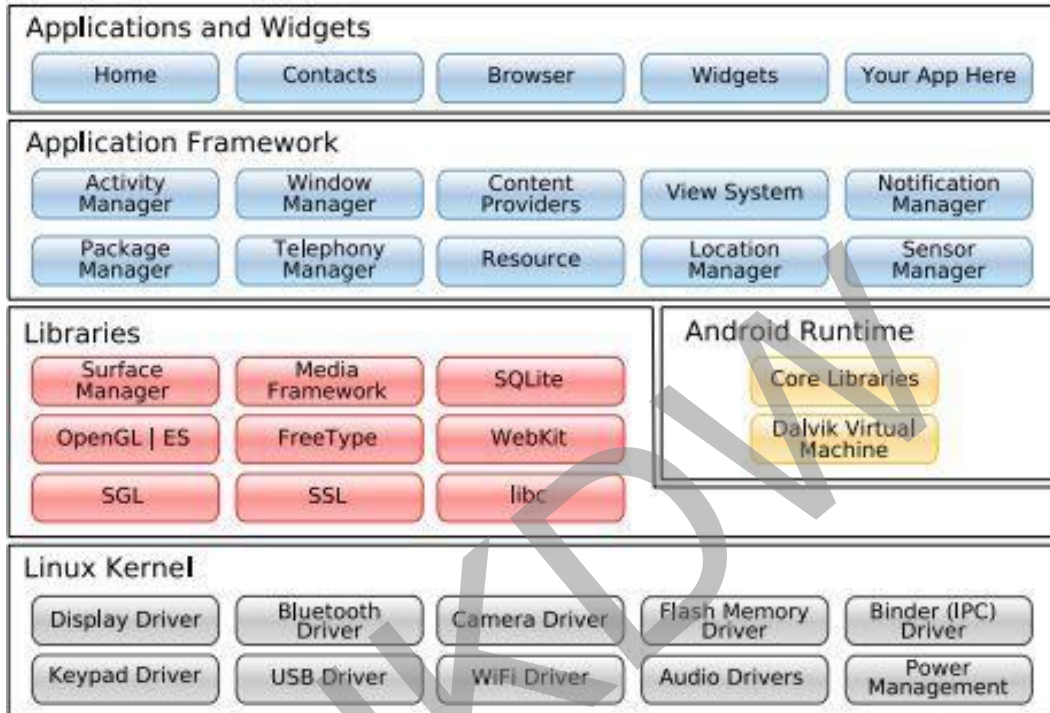 Applications and Widgets
Home
Contacts
Browser
Widgets
Your App Here
Application Framework
Activity
Manager
Window
Manager
Content
Providers
View System
Notification
Manager
Package
Manager
Telephony
Manager
Resource
Location
Manager
Sensor
Manager
Libraries
Surface
Manager
Media
Framework
SQLite
OpenGL | ES
FreeType
WebKit
SGL
SSL
libc
Android Runtime
Core Libraries
Dalvik Virtual
Machine
Linux Kernel
Display Driver
Bluetooth
Driver
Camera Driver
Flash Memory
Driver
Binder (IPC)
Driver
Keypad Driver
USB Driver
WiFi Driver
Audio Drivers
Power
Management
KDW